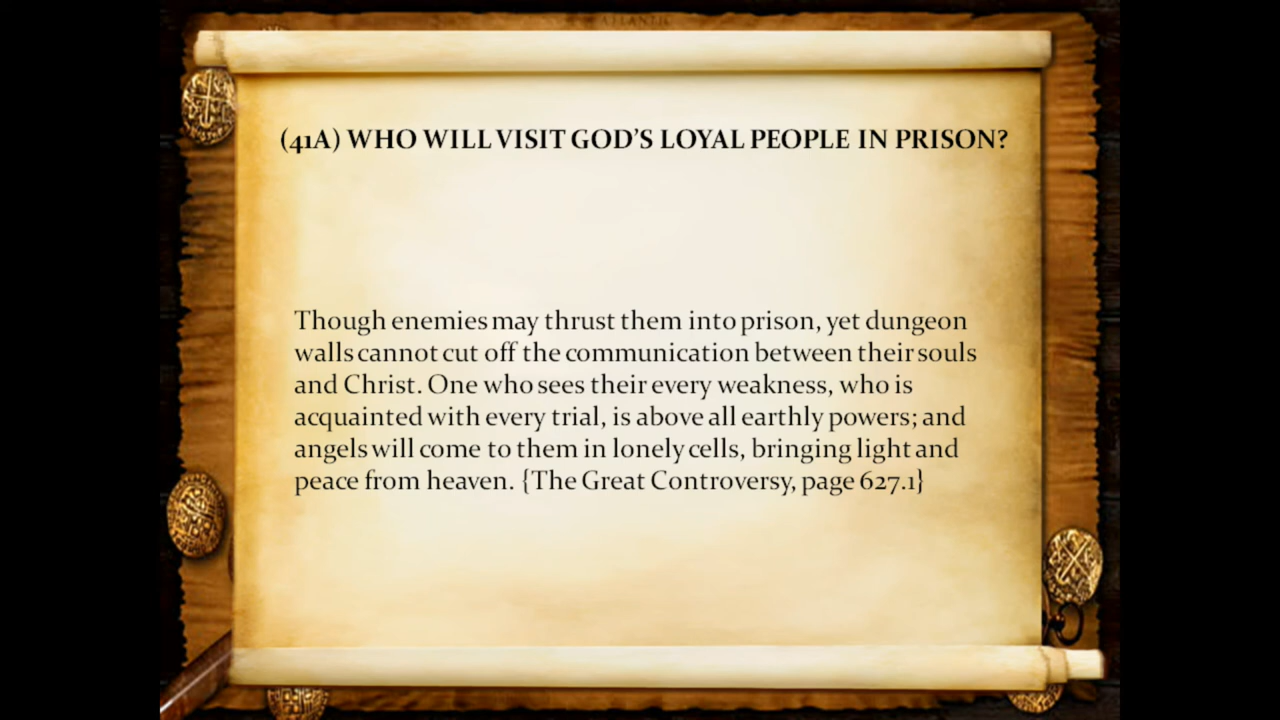 ATLANTIC
(41A) WHO WILL VISIT GOD’S LOYAL PEOPLE IN PRISON?
Though enemies may thrust them into prison, yet dungeon
walls cannot cut off the communication between their souls
and Christ. One who sees their every weakness, who is
acquainted with every trial, is above all earthly powers; and
angels will come to them in lonely cells, bringing light and
peace from heaven. {The Great Controversy, page 627.1}